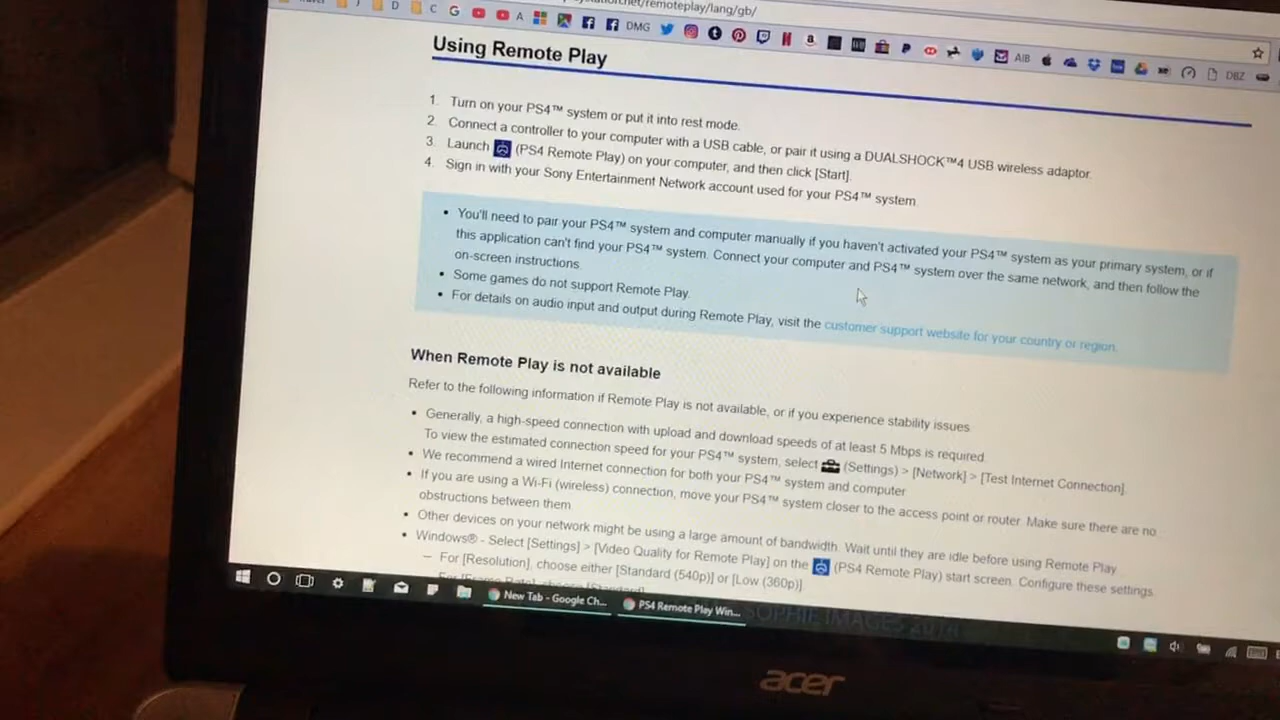 remoteplay/lang/gb/
D C A DMG AIB DBZ
Using Remote Play
1. Turn on your PS4™ system or put it into rest mode.
2. Connect a controller to your computer with a USB cable, or pair it using a DUALSHOCK™4 USB wireless adaptor.
3. Launch (PS4 Remote Play) on your computer, and then click [Start].
4. Sign in with your Sony Entertainment Network account used for your PS4™ system.
• You'll need to pair your PS4™ system and computer manually if you haven't activated your PS4™ system as your primary system, or if
this application can't find your PS4™ system. Connect your computer and PS4™ system over the same network, and then follow the
on-screen instructions.
• Some games do not support Remote Play.
• For details on audio input and output during Remote Play, visit the customer support website for your country or region.
When Remote Play is not available
Refer to the following information if Remote Play is not available, or if you experience stability issues.
• Generally, a high-speed connection with upload and download speeds of at least 5 Mbps is required.
To view the estimated connection speed for your PS4™ system, select (Settings) > [Network] > [Test Internet Connection].
• We recommend a wired Internet connection for both your PS4™ system and computer.
• If you are using a Wi-Fi (wireless) connection, move your PS4™ system closer to the access point or router. Make sure there are no
obstructions between them.
• Other devices on your network might be using a large amount of bandwidth. Wait until they are idle before using Remote Play.
• Windows® - Select [Settings] > [Video Quality for Remote Play] on the (PS4 Remote Play) start screen. Configure these settings.
– For [Resolution], choose either [Standard (540p)] or [Low (360p)].
– For [Frame Rate], choose [Standard].
New Tab - Google Ch...
PS4 Remote Play Win...
SOPHIE IMAGES 2014
acer